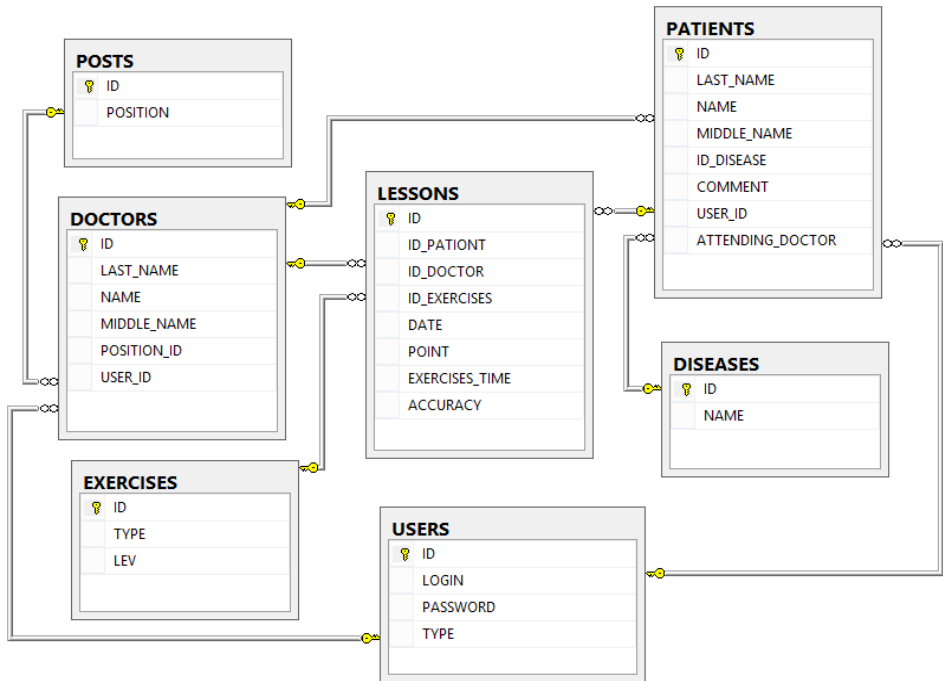 POSTS
ID
POSITION
PATIENTS
ID
LAST_NAME
NAME
MIDDLE_NAME
ID_DISEASE
COMMENT
USER_ID
ATTENDING_DOCTOR
DOCTORS
ID
LAST_NAME
NAME
MIDDLE_NAME
POSITION_ID
USER_ID
LESSONS
ID
ID_PATIONT
ID_DOCTOR
ID_EXERCISES
DATE
POINT
EXERCISES_TIME
ACCURACY
DISEASES
ID
NAME
EXERCISES
ID
TYPE
LEV
USERS
ID
LOGIN
PASSWORD
TYPE